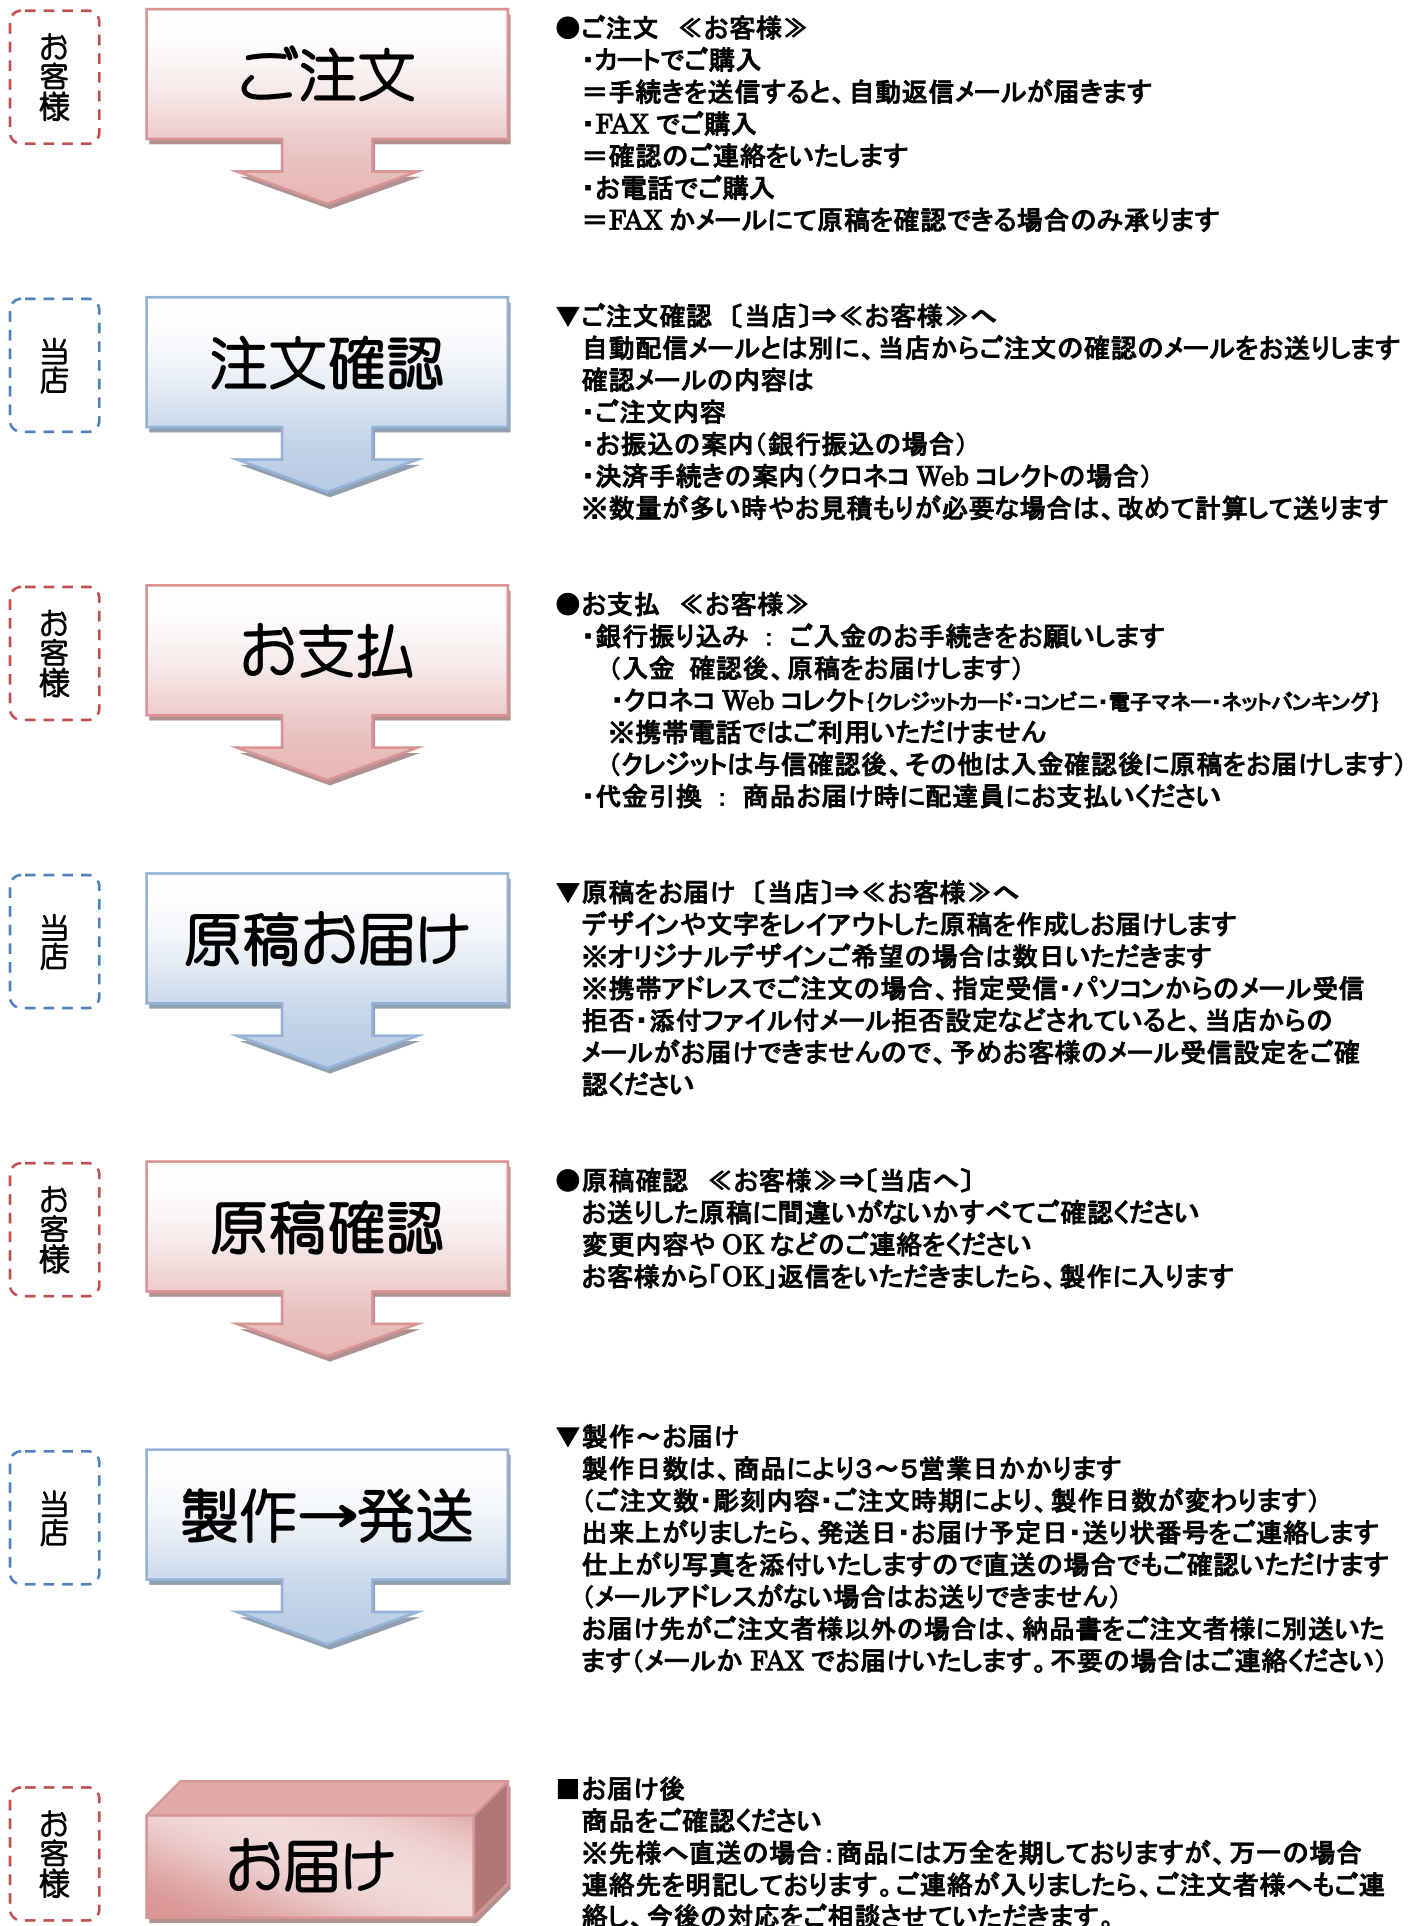 お客様
ご注文
●ご注文　≪お客様≫
・カートでご購入
＝手続きを送信すると、自動返信メールが届きます
・FAX でご購入
＝確認のご連絡をいたします
・お電話でご購入
＝FAX かメールにて原稿を確認できる場合のみ承ります
当店
注文確認
▼ご注文確認　〔当店〕⇒≪お客様≫へ
自動配信メールとは別に、当店からご注文の確認のメールをお送りします
確認メールの内容は
・ご注文内容
・お振込の案内（銀行振込の場合）
・決済手続きの案内（クロネコ Web コレクトの場合）
※数量が多い時やお見積もりが必要な場合は、改めて計算して送ります
お客様
お支払
●お支払　≪お客様≫
・銀行振り込み ： ご入金のお手続きをお願いします
（入金 確認後、原稿をお届けします）
・クロネコ Web コレクト{クレジットカード・コンビニ・電子マネー・ネットバンキング}
※携帯電話ではご利用いただけません
（クレジットは与信確認後、その他は入金確認後に原稿をお届けします）
・代金引換 ： 商品お届け時に配達員にお支払いください
当店
原稿お届け
▼原稿をお届け　〔当店〕⇒≪お客様≫へ
デザインや文字をレイアウトした原稿を作成しお届けします
※オリジナルデザインご希望の場合は数日いただきます
※携帯アドレスでご注文の場合、指定受信・パソコンからのメール受信
拒否・添付ファイル付メール拒否設定などされていると、当店からの
メールがお届けできませんので、予めお客様のメール受信設定をご確
認ください
お客様
原稿確認
●原稿確認　≪お客様≫⇒〔当店へ〕
お送りした原稿に間違いがないかすべてご確認ください
変更内容や OK などのご連絡をください
お客様から「OK」返信をいただきましたら、製作に入ります
当店
製作→発送
▼製作～お届け
製作日数は、商品により3～5営業日かかります
（ご注文数・彫刻内容・ご注文時期により、製作日数が変わります）
出来上がりましたら、発送日・お届け予定日・送り状番号をご連絡します
仕上がり写真を添付いたしますので直送の場合でもご確認いただけます
（メールアドレスがない場合はお送りできません）
お届け先がご注文者様以外の場合は、納品書をご注文者様に別送いた
ます（メールか FAX でお届けいたします。不要の場合はご連絡ください）
お客様
お届け
■お届け後
商品をご確認ください
※先様へ直送の場合：商品には万全を期しておりますが、万一の場合
連絡先を明記しております。ご連絡が入りましたら、ご注文者様へもご連
絡し、今後の対応をご相談させていただきます。